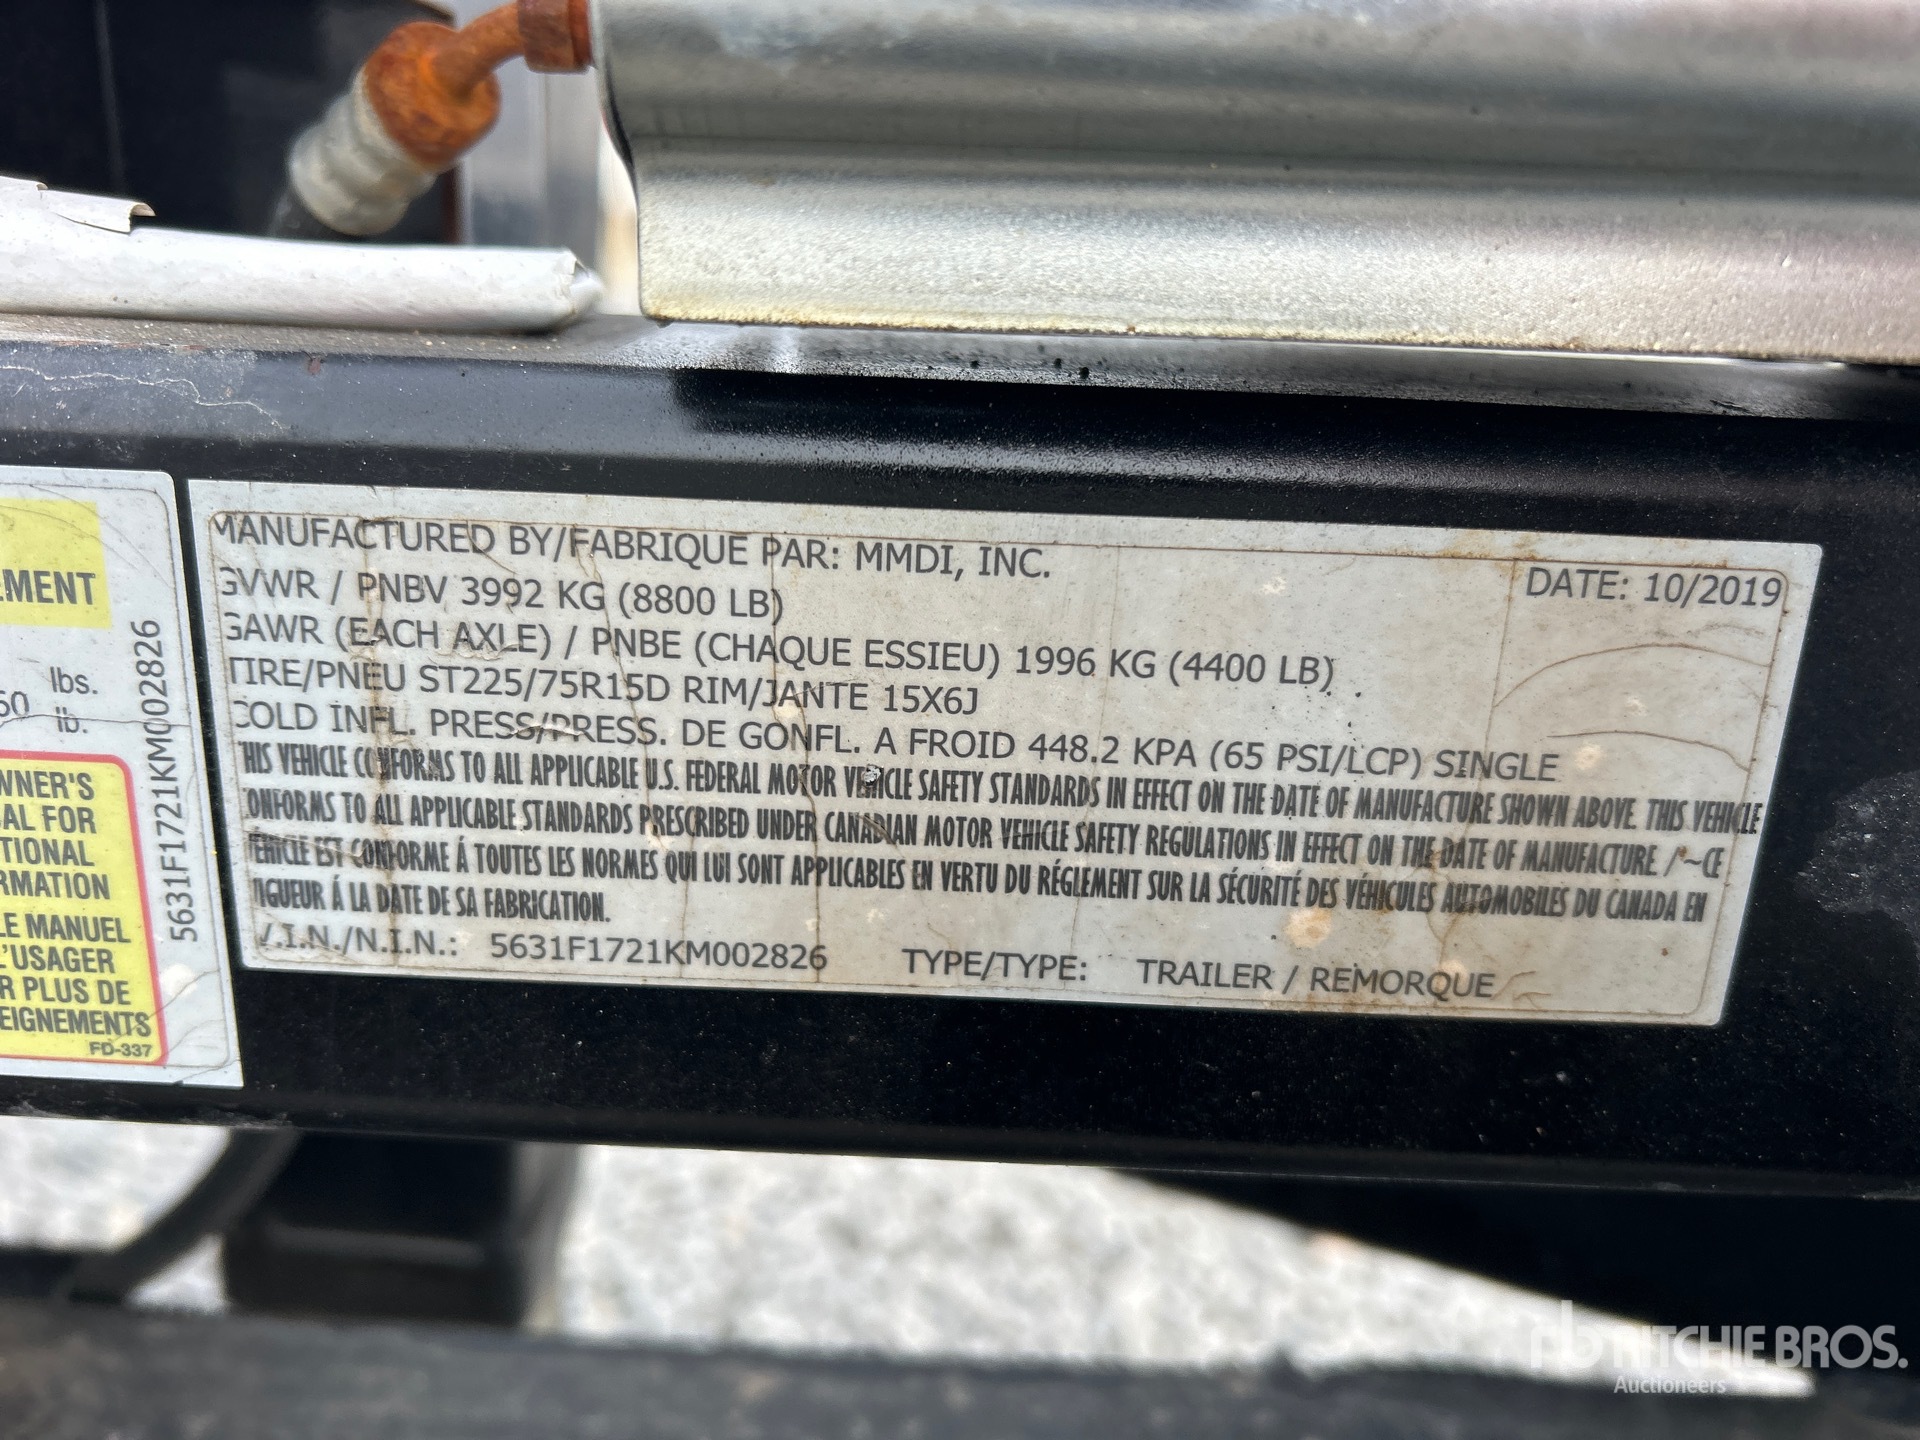 EMENT
lbs.
50 lb.
WNER'S
AL FOR
TIONAL
RMATION
LE MANUEL
L'USAGER
R PLUS DE
EIGNEMENTS
FD-337
5631F1721KM002826
MANUFACTURED BY/FABRIQUE PAR: MMDI, INC.
DATE: 10/2019
GVWR / PNBV 3992 KG (8800 LB)
GAWR (EACH AXLE) / PNBE (CHAQUE ESSIEU) 1996 KG (4400 LB)
TIRE/PNEU ST225/75R15D RIM/JANTE 15X6J
COLD INFL. PRESS/PRESS. DE GONFL. A FROID 448.2 KPA (65 PSI/LCP) SINGLE
THIS VEHICLE CONFORMS TO ALL APPLICABLE U.S. FEDERAL MOTOR VEHICLE SAFETY STANDARDS IN EFFECT ON THE DATE OF MANUFACTURE SHOWN ABOVE. THIS VEHICLE
CONFORMS TO ALL APPLICABLE STANDARDS PRESCRIBED UNDER CANADIAN MOTOR VEHICLE SAFETY REGULATIONS IN EFFECT ON THE DATE OF MANUFACTURE / CE
VEHICLE EST CONFORME Á TOUTES LES NORMES QUI LUI SONT APPLICABLES EN VERTU DU RÉGLEMENT SUR LA SÉCURITÉ DES VÉHICULES AUTOMOBILES DU CANADA EN
VIGUEUR Á LA DATE DE SA FABRICATION.
V.I.N./N.I.N.: 5631F1721KM002826 TYPE/TYPE: TRAILER / REMORQUE
rb RITCHIE BROS.
Auctioneers